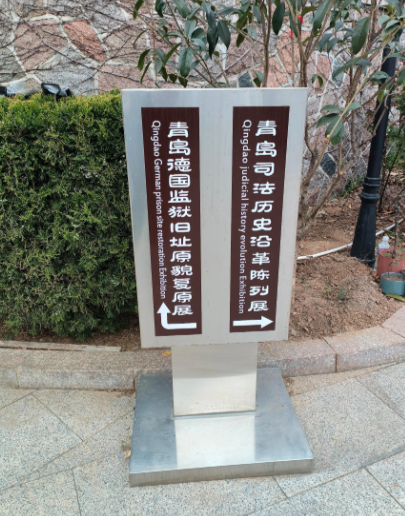 青岛德国监狱旧址原貌复原展
Qingdao German prison site restoration Exhibition
青岛司法历史沿革陈列展
Qingdao judicial history evolution Exhibition